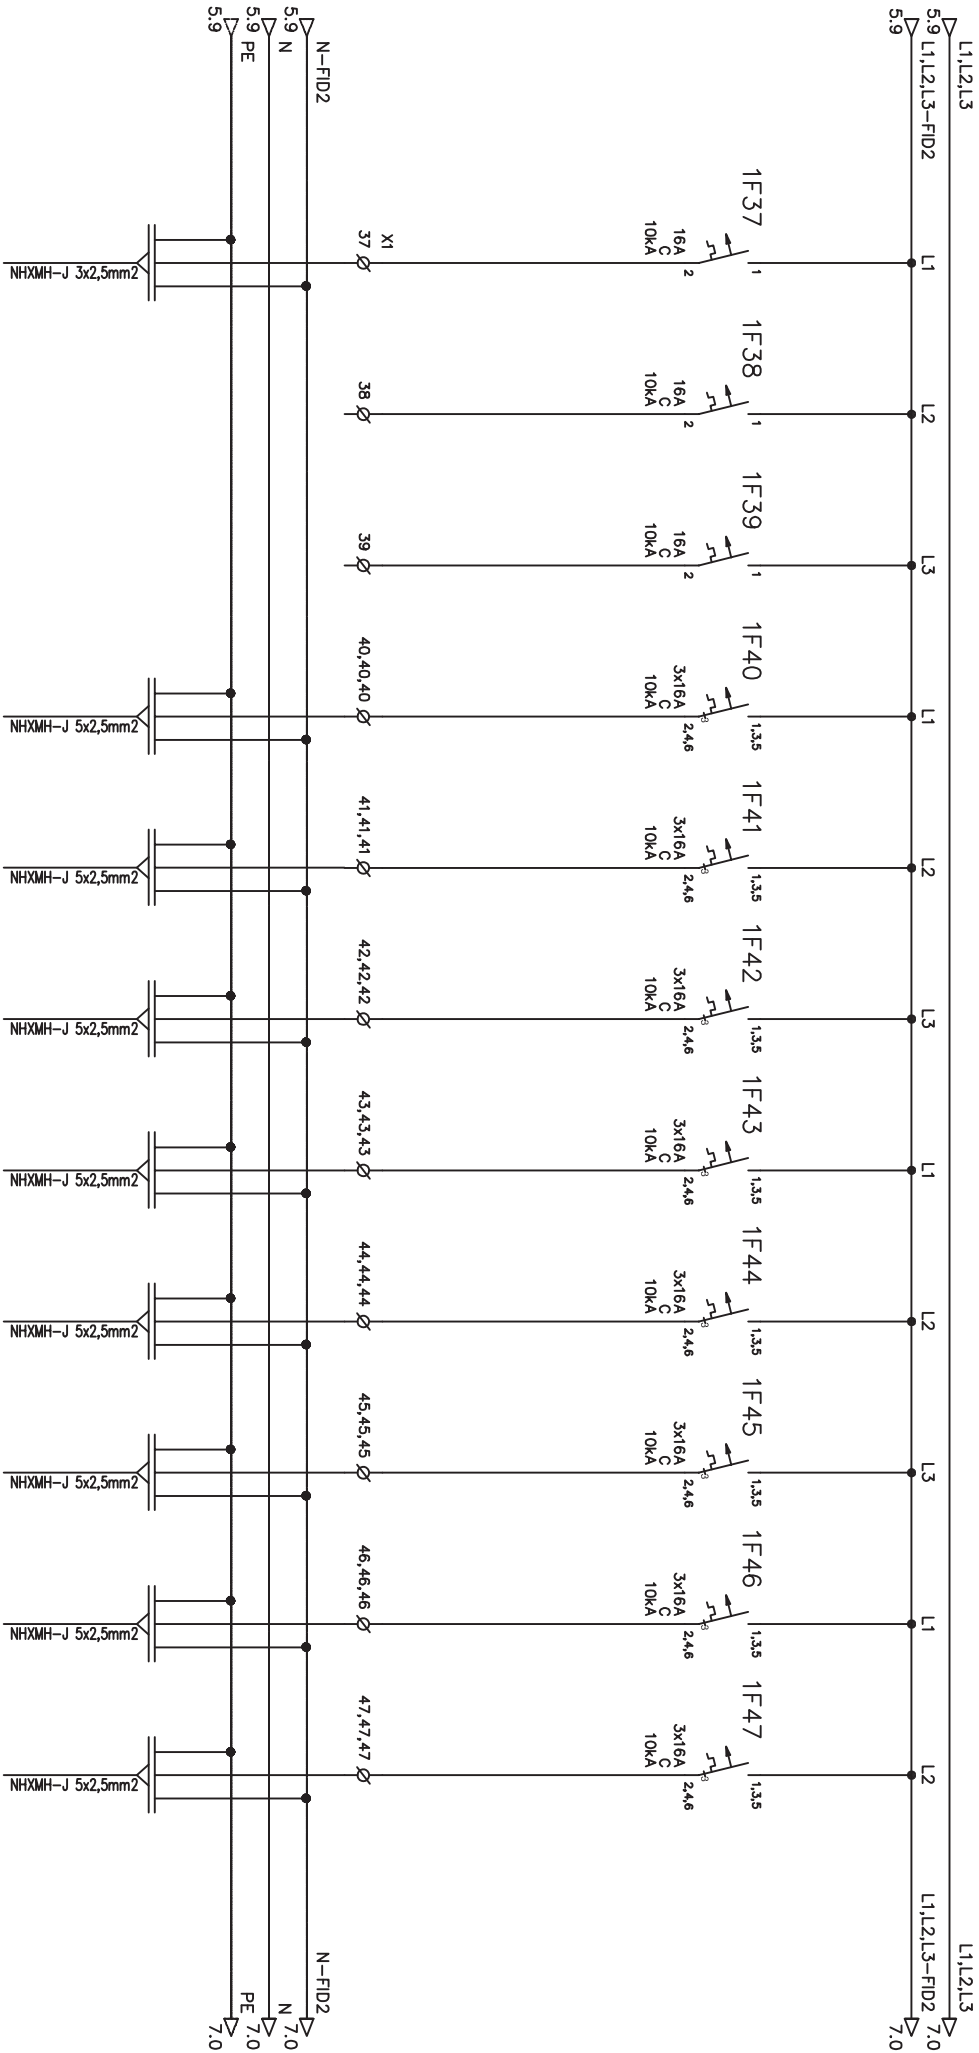 L1,L2,L3 L1,L2,L3
5.9 7.0
L1,L2,L3-FID2 L1,L2,L3-FID2
5.9 7.0
L1 L2 L3 L1 L2 L3 L1 L2 L3 L1 L2
1F37 1F38 1F39 1F40 1F41 1F42 1F43 1F44 1F45 1F46 1F47
1 1 1 1,3,5 1,3,5 1,3,5 1,3,5 1,3,5 1,3,5 1,3,5 1,3,5
3 3 3 3 3 3 3 3
2 2 2 2,4,6 2,4,6 2,4,6 2,4,6 2,4,6 2,4,6 2,4,6 2,4,6
16A 16A 16A 3x16A 3x16A 3x16A 3x16A 3x16A 3x16A 3x16A 3x16A
C C C C C C C C C C C
10kA 10kA 10kA 10kA 10kA 10kA 10kA 10kA 10kA 10kA 10kA
X1
37 38 39 40,40,40 41,41,41 42,42,42 43,43,43 44,44,44 45,45,45 46,46,46 47,47,47
N-FID2 N-FID2
5.9 7.0
N N
5.9 7.0
PE PE
5.9 7.0
NHXMH-J 3x2,5mm2 NHXMH-J 5x2,5mm2 NHXMH-J 5x2,5mm2 NHXMH-J 5x2,5mm2 NHXMH-J 5x2,5mm2 NHXMH-J 5x2,5mm2 NHXMH-J 5x2,5mm2 NHXMH-J 5x2,5mm2 NHXMH-J 5x2,5mm2